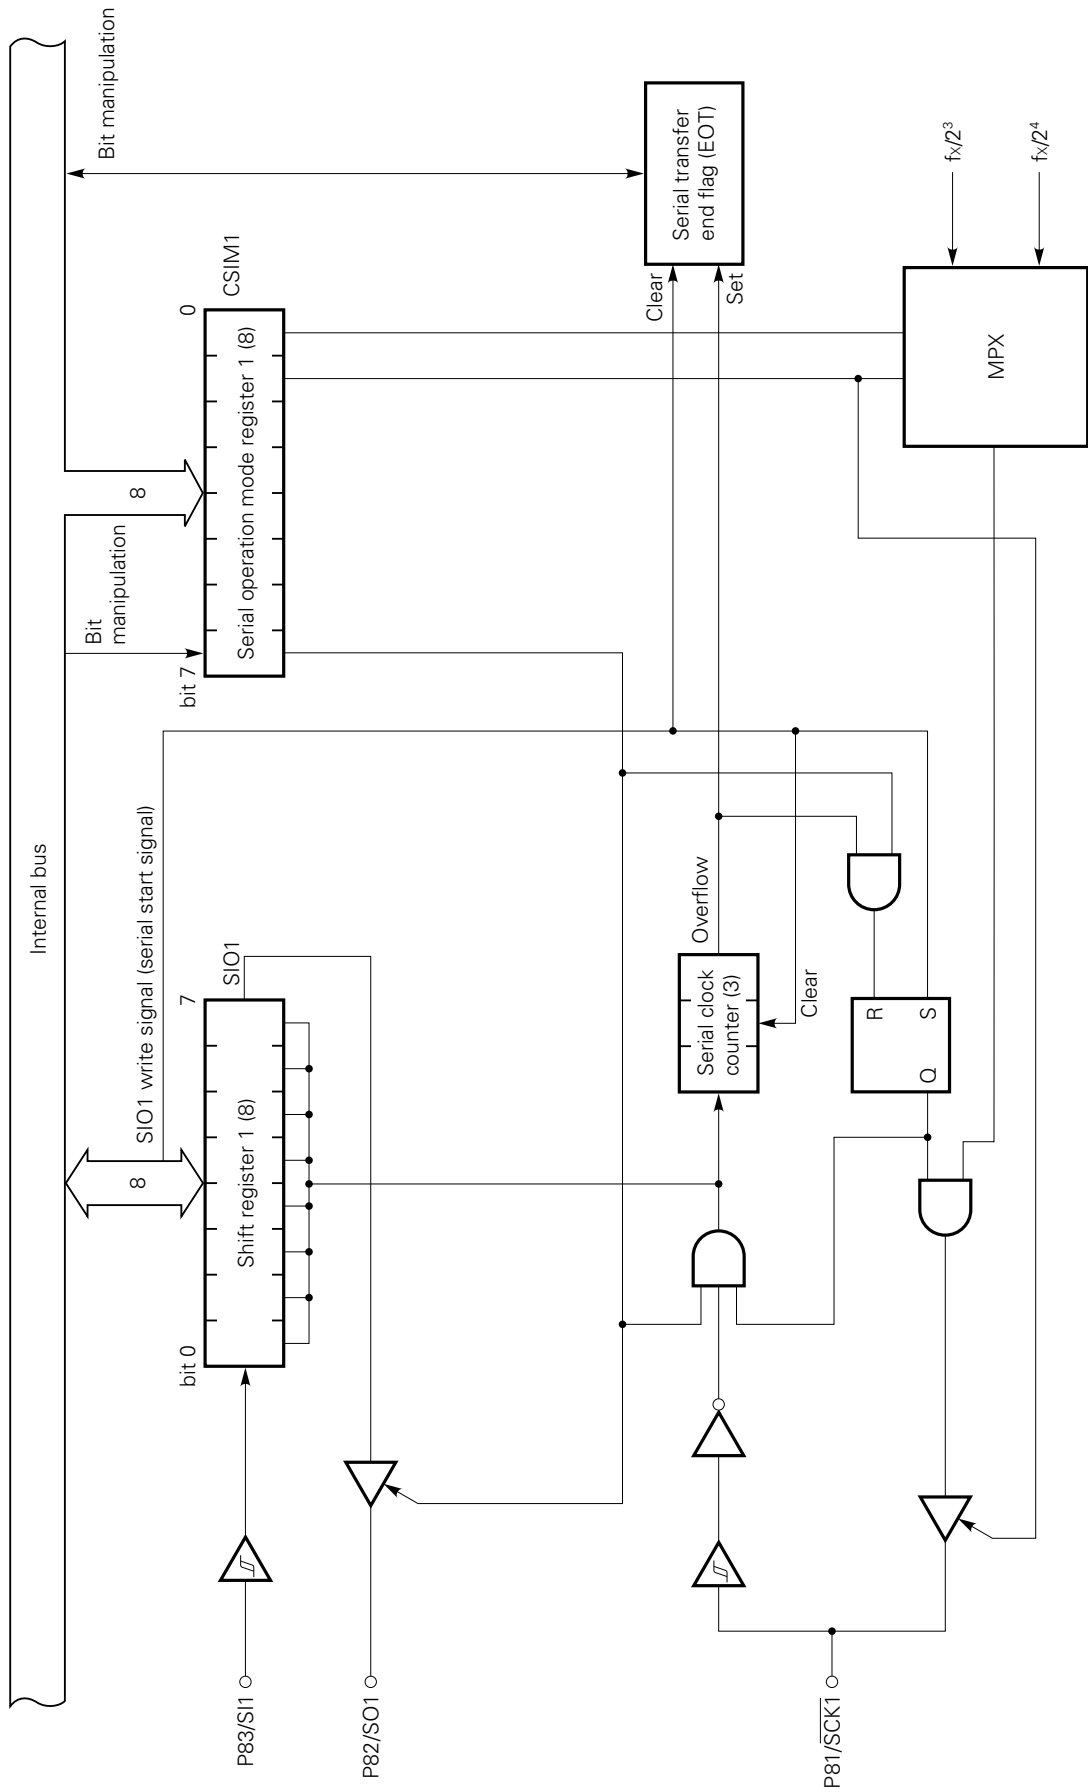 Internal bus
Bit manipulation
8
SIO1 write signal (serial start signal)
Bit
manipulation
8
bit 0
7
bit 7
0
CSIM1
P83/SI1
Shift register 1 (8)
SIO1
Serial operation mode register 1 (8)
P82/SO1
Serial transfer
end flag (EOT)
Clear
Set
Overflow
Serial clock
counter (3)
Clear
P81/SCK1
R
S
Q
MPX
fX/2³
fX/2⁴